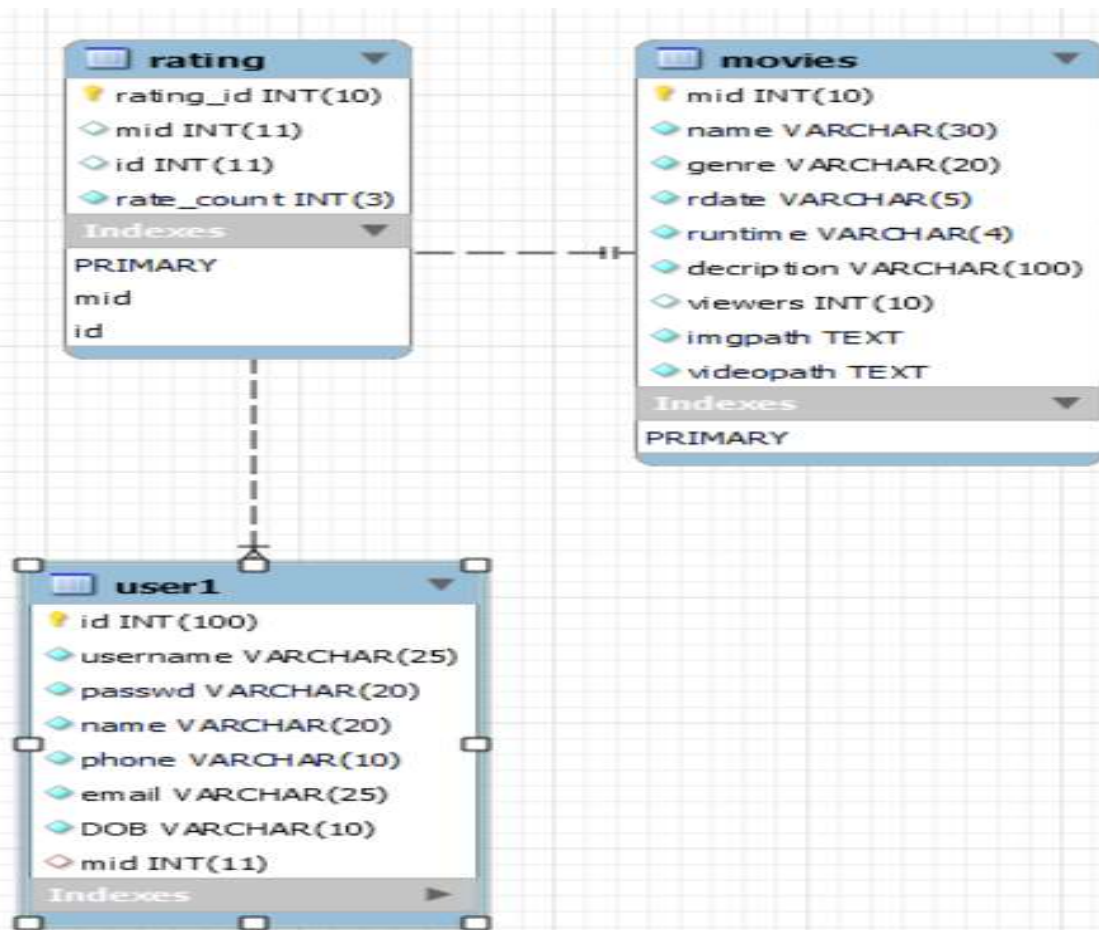 rating
rating_id INT(10)
mid INT(11)
id INT(11)
rate_count INT(3)
Indexes
PRIMARY
mid
id
movies
mid INT(10)
name VARCHAR(30)
genre VARCHAR(20)
rdate VARCHAR(5)
runtime VARCHAR(4)
decription VARCHAR(100)
viewers INT(10)
imgpath TEXT
videopath TEXT
Indexes
PRIMARY
user1
id INT(100)
username VARCHAR(25)
passwd VARCHAR(20)
name VARCHAR(20)
phone VARCHAR(10)
email VARCHAR(25)
DOB VARCHAR(10)
mid INT(11)
Indexes